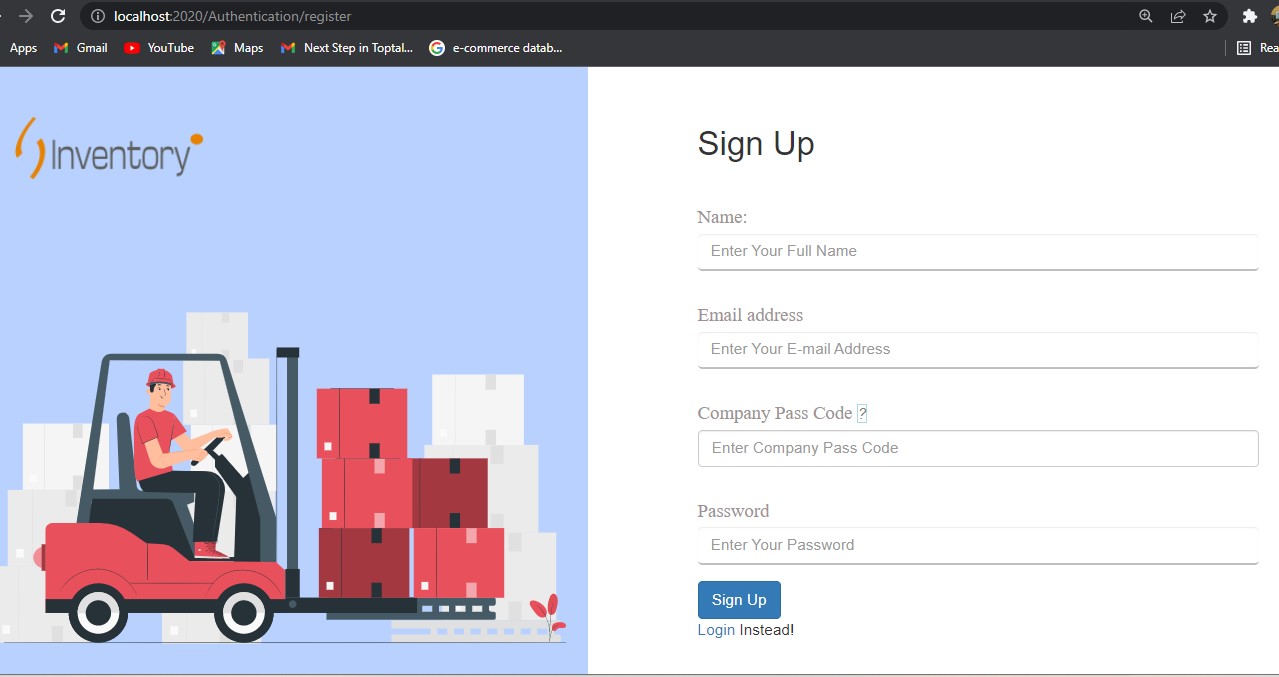 localhost:2020/Authentication/register
Apps Gmail YouTube Maps Next Step in Toptal... e-commerce datab...
Inventory
Sign Up
Name:
Enter Your Full Name
Email address
Enter Your E-mail Address
Company Pass Code ?
Enter Company Pass Code
Password
Enter Your Password
Sign Up
Login Instead!